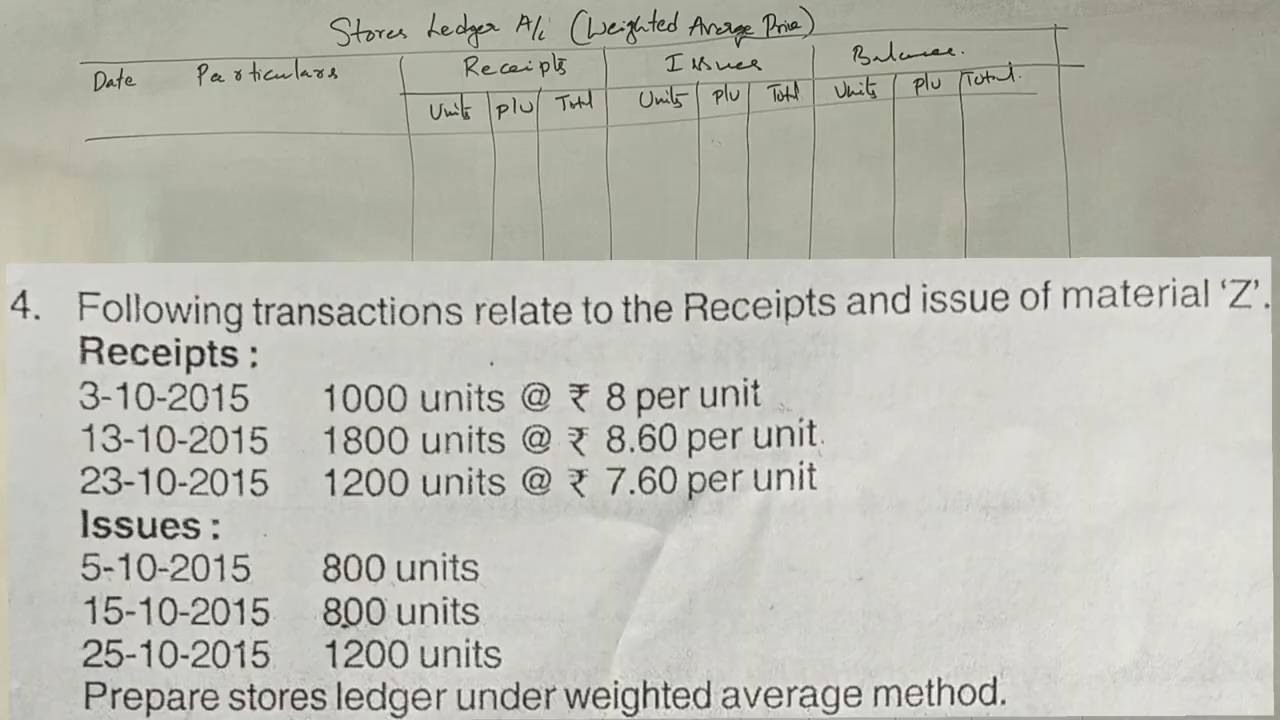 Stores Ledger A/c (Weighted Average Price)
Date Particulars Receipts Issues Balance.
Units P/U Total Units P/U Total Units P/U Total.
4. Following transactions relate to the Receipts and issue of material ‘Z’.
Receipts :
3-10-2015 1000 units @ ₹ 8 per unit
13-10-2015 1800 units @ ₹ 8.60 per unit.
23-10-2015 1200 units @ ₹ 7.60 per unit
Issues :
5-10-2015 800 units
15-10-2015 800 units
25-10-2015 1200 units
Prepare stores ledger under weighted average method.